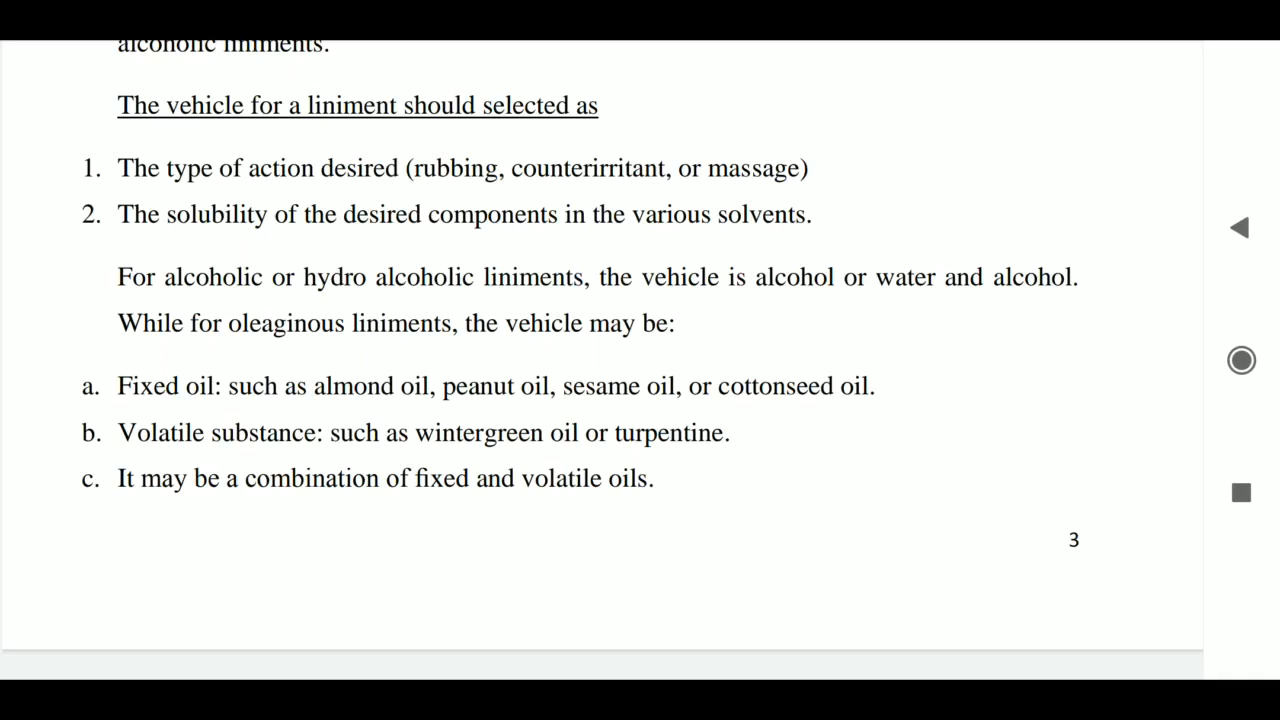 alcoholic liniments.
The vehicle for a liniment should selected as
1. The type of action desired (rubbing, counterirritant, or massage)
2. The solubility of the desired components in the various solvents.
For alcoholic or hydro alcoholic liniments, the vehicle is alcohol or water and alcohol.
While for oleaginous liniments, the vehicle may be:
a. Fixed oil: such as almond oil, peanut oil, sesame oil, or cottonseed oil.
b. Volatile substance: such as wintergreen oil or turpentine.
c. It may be a combination of fixed and volatile oils.
3